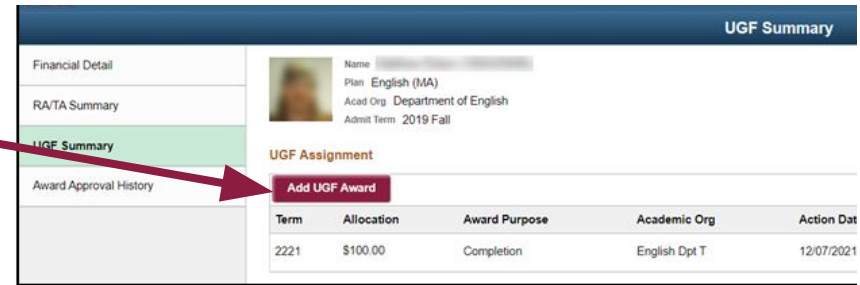 UGF Summary
Financial Detail
RA/TA Summary
UGF Summary
Award Approval History
Name
Plan English (MA)
Acad Org Department of English
Admit Term 2019 Fall
UGF Assignment
Add UGF Award
Term Allocation Award Purpose Academic Org Action Dat
2221 $100.00 Completion English Dpt T 12/07/2021